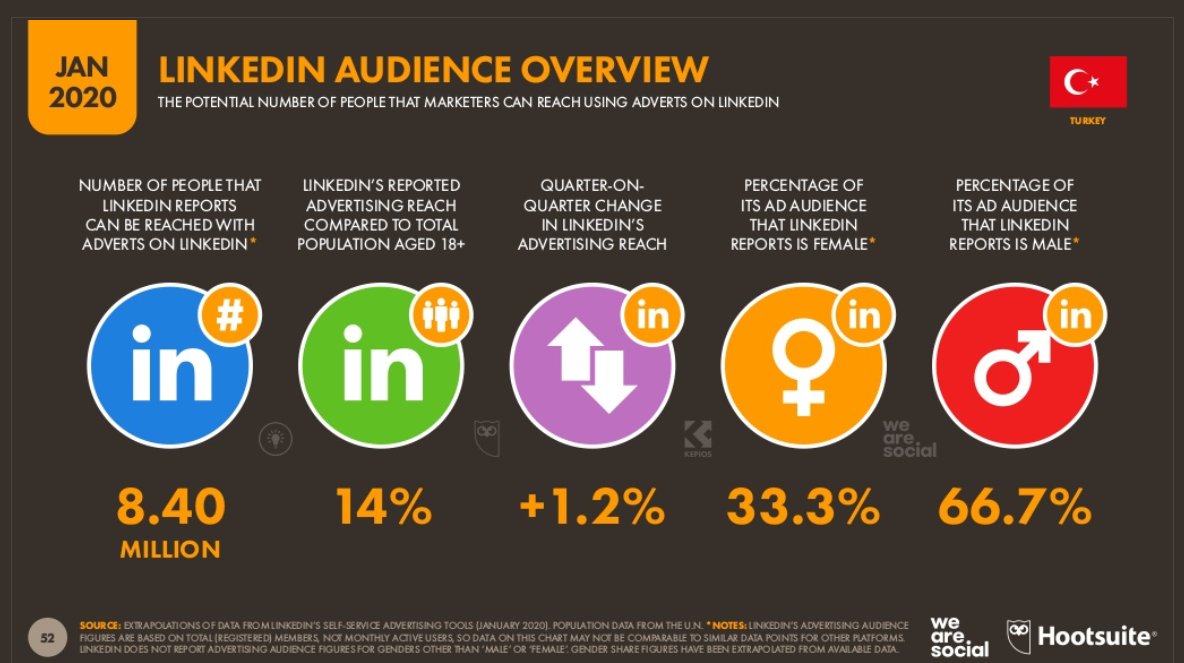 JAN
2020
LINKEDIN AUDIENCE OVERVIEW
THE POTENTIAL NUMBER OF PEOPLE THAT MARKETERS CAN REACH USING ADVERTS ON LINKEDIN
TURKEY
NUMBER OF PEOPLE THAT
LINKEDIN REPORTS
CAN BE REACHED WITH
ADVERTS ON LINKEDIN*
LINKEDIN’S REPORTED
ADVERTISING REACH
COMPARED TO TOTAL
POPULATION AGED 18+
QUARTER-ON-
QUARTER CHANGE
IN LINKEDIN’S
ADVERTISING REACH
PERCENTAGE OF
ITS AD AUDIENCE
THAT LINKEDIN
REPORTS IS FEMALE*
PERCENTAGE OF
ITS AD AUDIENCE
THAT LINKEDIN
REPORTS IS MALE*
in
#
in
in
in
in
KEPIOS
we
are
social
8.40
MILLION
14%
+1.2%
33.3%
66.7%
52
SOURCE: EXTRAPOLATIONS OF DATA FROM LINKEDIN’S SELF-SERVICE ADVERTISING TOOLS (JANUARY 2020). POPULATION DATA FROM THE U.N. *NOTES: LINKEDIN’S ADVERTISING AUDIENCE
FIGURES ARE BASED ON TOTAL (REGISTERED) MEMBERS, NOT MONTHLY ACTIVE USERS, SO DATA ON THIS CHART MAY NOT BE COMPARABLE TO SIMILAR DATA POINTS FOR OTHER PLATFORMS.
LINKEDIN DOES NOT REPORT ADVERTISING AUDIENCE FIGURES FOR GENDERS OTHER THAN ‘MALE’ OR ‘FEMALE’. GENDER SHARE FIGURES HAVE BEEN EXTRAPOLATED FROM AVAILABLE DATA.
we
are
social
Hootsuite®